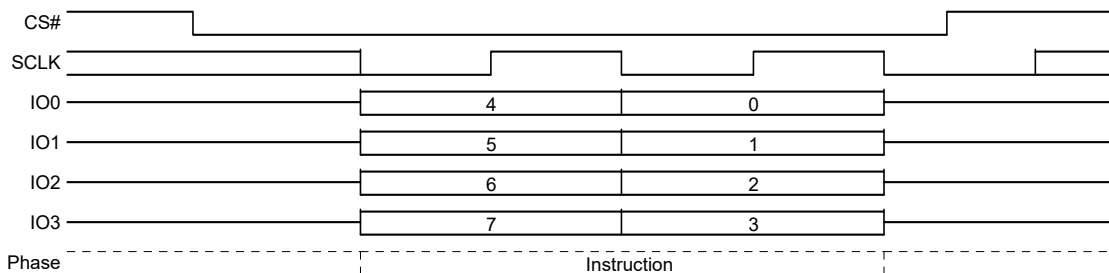 CS#
SCLK
IO0 4 0
IO1 5 1
IO2 6 2
IO3 7 3
Phase Instruction